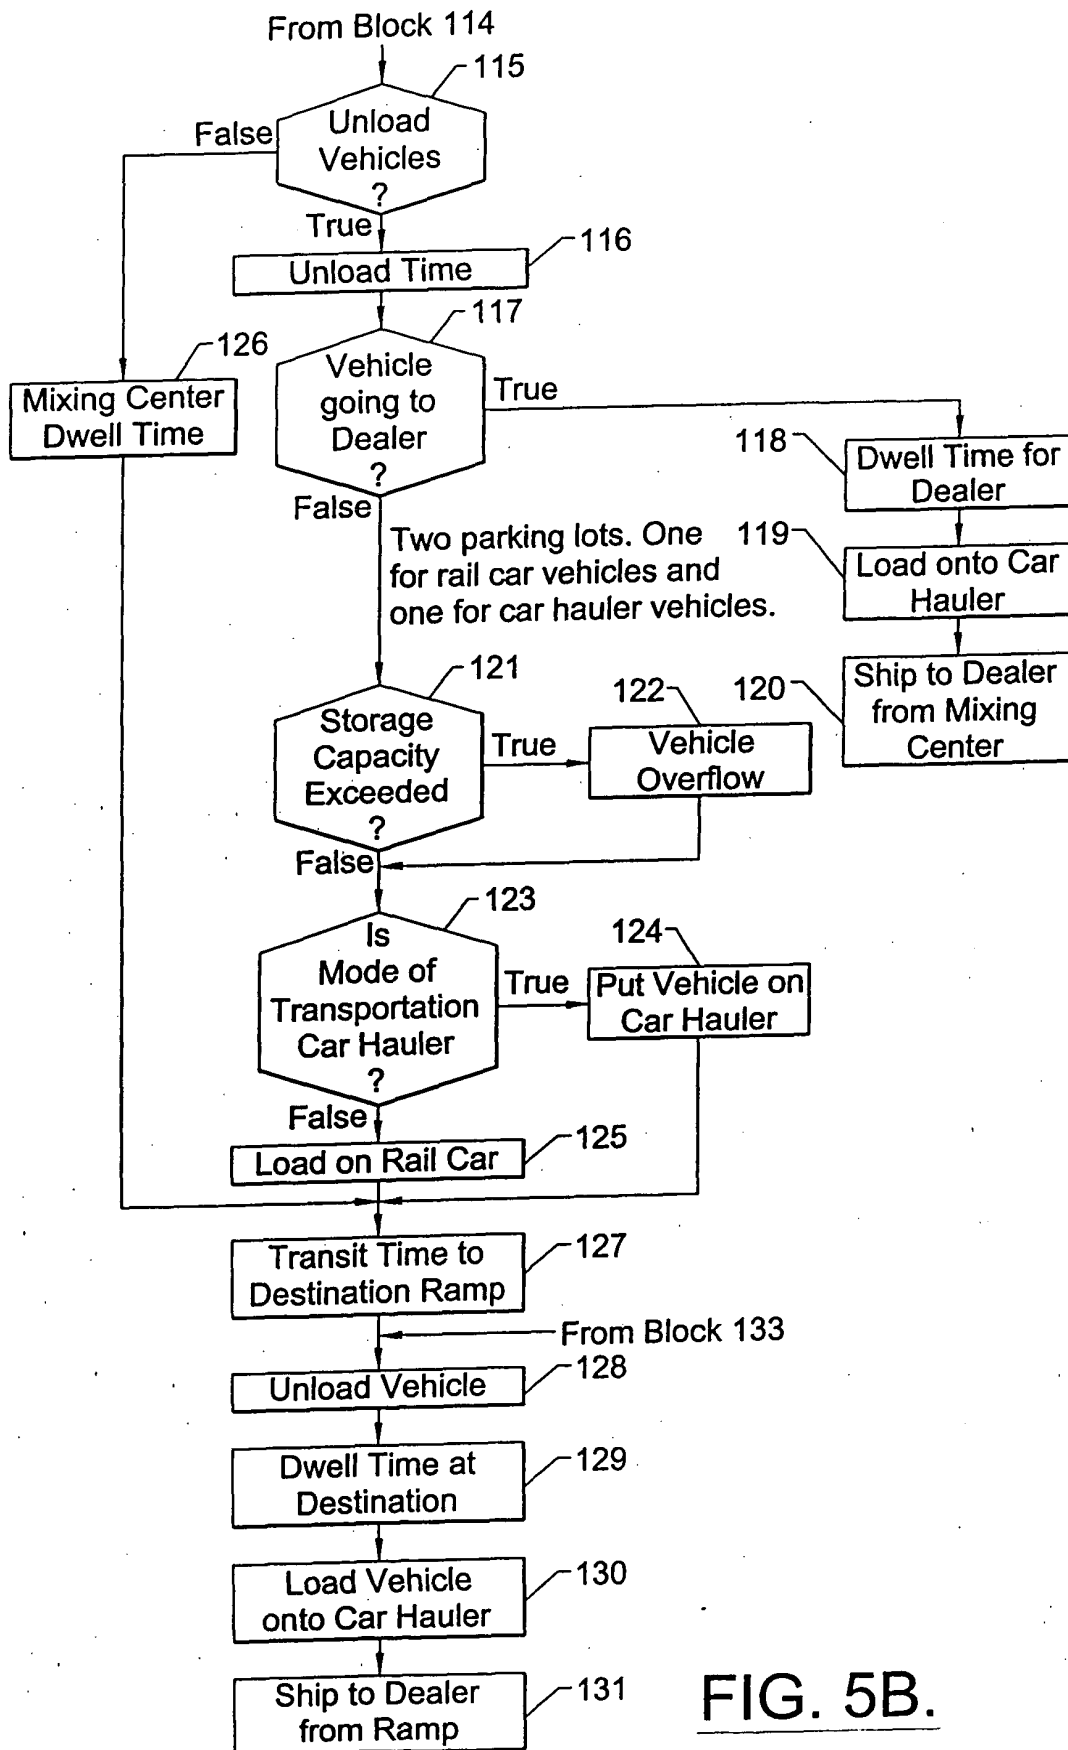 From Block 114
115
Unload
Vehicles
?
False
True
116
Unload Time
117
Vehicle
going to
Dealer
?
True
False
126
Mixing Center
Dwell Time
118
Dwell Time for
Dealer
Two parking lots. One
for rail car vehicles and
one for car hauler vehicles.
119
Load onto Car
Hauler
120
Ship to Dealer
from Mixing
Center
121
Storage
Capacity
Exceeded
?
True
False
122
Vehicle
Overflow
123
Is
Mode of
Transportation
Car Hauler
?
True
False
124
Put Vehicle on
Car Hauler
125
Load on Rail Car
127
Transit Time to
Destination Ramp
From Block 133
128
Unload Vehicle
129
Dwell Time at
Destination
130
Load Vehicle
onto Car Hauler
131
Ship to Dealer
from Ramp
FIG. 5B.